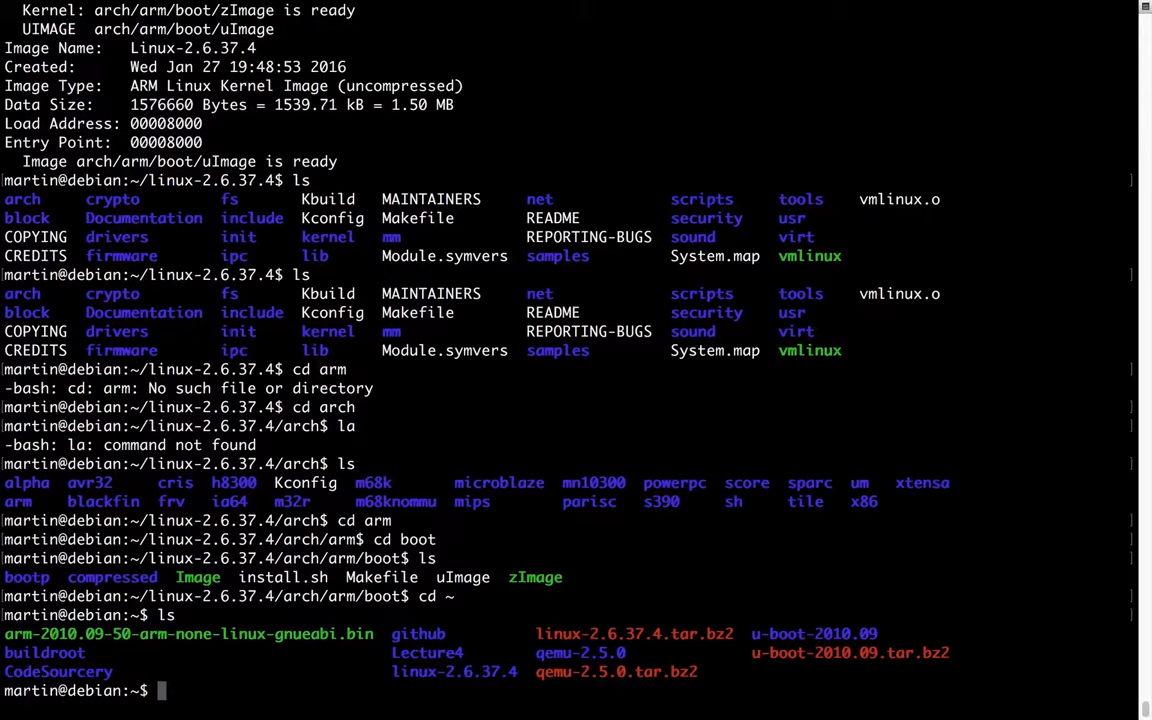 Kernel: arch/arm/boot/zImage is ready
UIMAGE  arch/arm/boot/uImage
Image Name:   Linux-2.6.37.4
Created:      Wed Jan 27 19:48:53 2016
Image Type:   ARM Linux Kernel Image (uncompressed)
Data Size:    1576660 Bytes = 1539.71 kB = 1.50 MB
Load Address: 00008000
Entry Point:  00008000
Image arch/arm/boot/uImage is ready
martin@debian:~/linux-2.6.37.4$ ls
arch     crypto         fs       Kbuild   MAINTAINERS     net             scripts     tools    vmlinux.o
block    Documentation  include  Kconfig  Makefile        README          security    usr
COPYING  drivers        init     kernel   mm              REPORTING-BUGS  sound       virt
CREDITS  firmware       ipc      lib      Module.symvers  samples         System.map  vmlinux
martin@debian:~/linux-2.6.37.4$ ls
arch     crypto         fs       Kbuild   MAINTAINERS     net             scripts     tools    vmlinux.o
block    Documentation  include  Kconfig  Makefile        README          security    usr
COPYING  drivers        init     kernel   mm              REPORTING-BUGS  sound       virt
CREDITS  firmware       ipc      lib      Module.symvers  samples         System.map  vmlinux
martin@debian:~/linux-2.6.37.4$ cd arm
-bash: cd: arm: No such file or directory
martin@debian:~/linux-2.6.37.4$ cd arch
martin@debian:~/linux-2.6.37.4/arch$ la
-bash: la: command not found
martin@debian:~/linux-2.6.37.4/arch$ ls
alpha  avr32     cris  h8300  Kconfig  m68k       microblaze  mn10300  powerpc  score  sparc  um   xtensa
arm    blackfin  frv   ia64   m32r     m68knommu  mips        parisc   s390     sh     tile   x86
martin@debian:~/linux-2.6.37.4/arch$ cd arm
martin@debian:~/linux-2.6.37.4/arch/arm$ cd boot
martin@debian:~/linux-2.6.37.4/arch/arm/boot$ ls
bootp  compressed  Image  install.sh  Makefile  uImage  zImage
martin@debian:~/linux-2.6.37.4/arch/arm/boot$ cd ~
martin@debian:~$ ls
arm-2010.09-50-arm-none-linux-gnueabi.bin  github          linux-2.6.37.4.tar.bz2  u-boot-2010.09
buildroot                                  Lecture4        qemu-2.5.0              u-boot-2010.09.tar.bz2
CodeSourcery                               linux-2.6.37.4  qemu-2.5.0.tar.bz2
martin@debian:~$